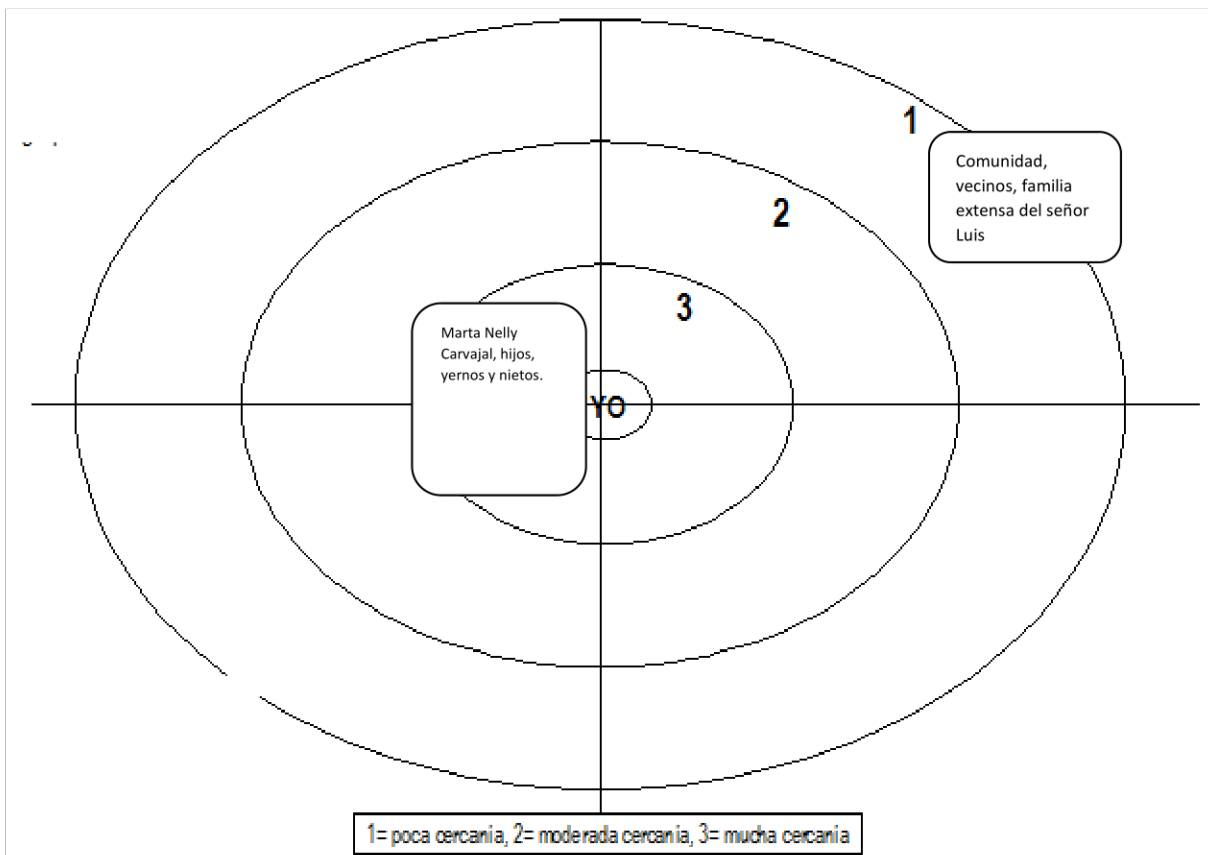 1
Comunidad,
vecinos, familia
extensa del señor
Luis
2
3
Marta Nelly
Carvajal, hijos,
yernos y nietos.
YO
1= poca cercania, 2= moderada cercania, 3= mucha cercania